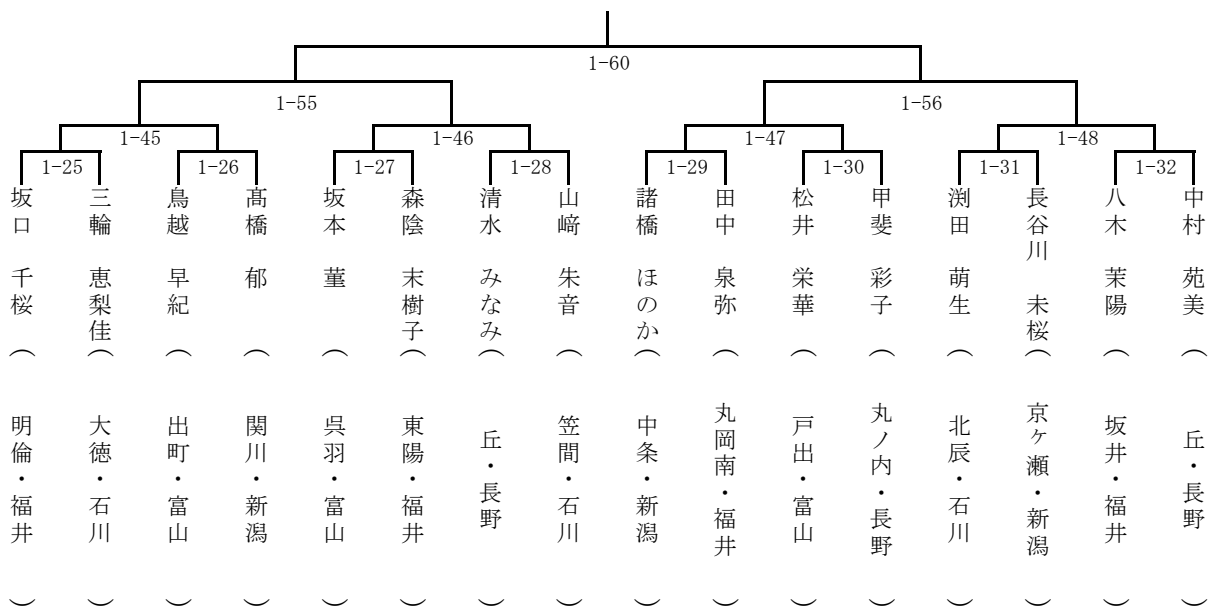 1-60
1-55
1-56
1-45
1-46
1-47
1-48
1-25
1-26
1-27
1-28
1-29
1-30
1-31
1-32
坂口 千桜 (明倫・福井)
三輪 恵梨佳 (大徳・石川)
鳥越 早紀 (出町・富山)
髙橋 郁 (関川・新潟)
坂本 菫 (呉羽・富山)
森陰 末樹子 (東陽・福井)
清水 みなみ (丘・長野)
山﨑 朱音 (笠間・石川)
諸橋 ほのか (中条・新潟)
田中 泉弥 (丸岡南・福井)
松井 栄華 (戸出・富山)
甲斐 彩子 (丸ノ内・長野)
渕田 萌生 (北辰・石川)
長谷川 未桜 (京ヶ瀬・新潟)
八木 茉陽 (坂井・福井)
中村 苑美 (丘・長野)